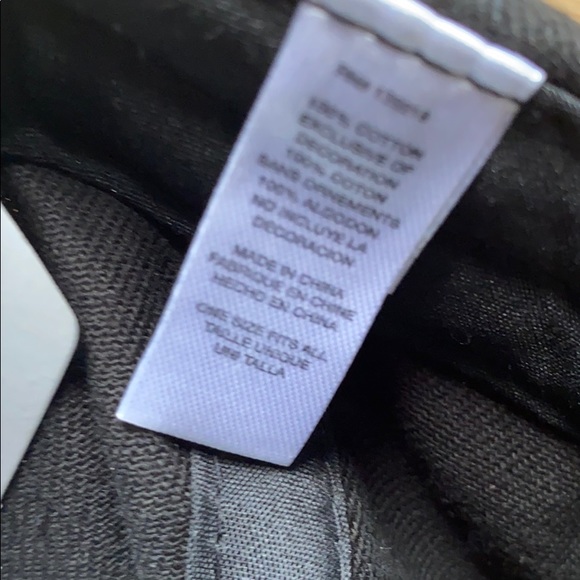 100% COTTON
EXCLUSIVE OF
DECORATION
100% COTON
SANS ORNEMENTS
100% ALGODON
NO INCLUYE LA
DECORACION
MADE IN CHINA
FABRIQUE EN CHINE
HECHO EN CHINA
ONE SIZE FITS ALL
TAILLE UNIQUE
UNI TALLA